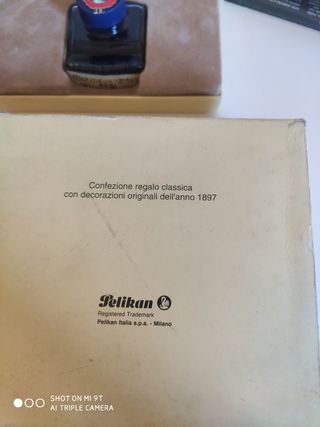 Confezione regalo classica
con decorazioni originali dell'anno 1897
Pelikan
Registered Trademark
Pelikan Italia s.p.a. - Milano
SHOT ON MI 9T
AI TRIPLE CAMERA